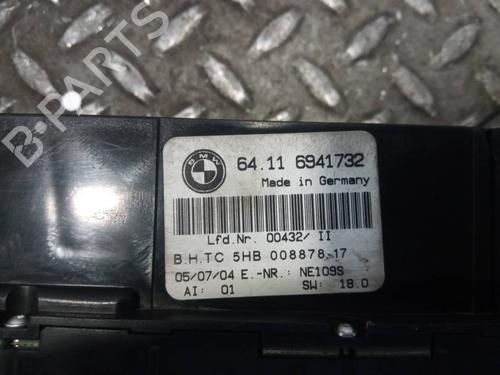 B-PARTS
BMW
64.11 6941732
Made in Germany
Lfd.Nr. 00432/ II
B.H.TC 5HB 008878-17
05/07/04 E.-NR.: NE109S
AI: 01 SW: 18.0